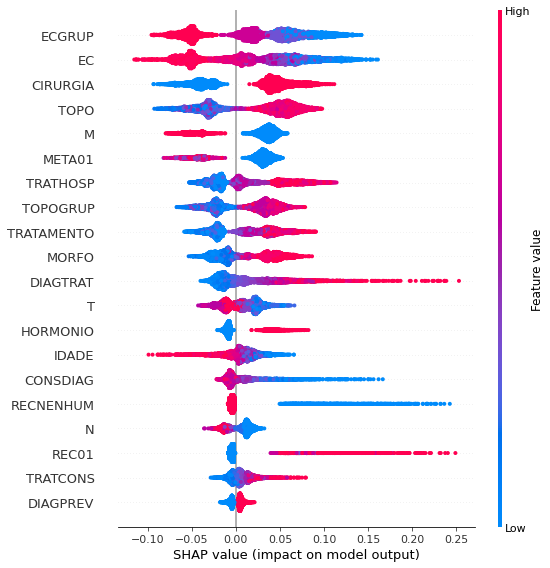 High
ECGRUP
EC
CIRURGIA
TOPO
M
META01
TRATHOSP
TOPOGRUP
TRATAMENTO
MORFO
DIAGTRAT
T
HORMONIO
IDADE
CONSDIAG
RECNENHUM
N
REC01
TRATCONS
DIAGPREV
Feature value
Low
−0.10 −0.05 0.00 0.05 0.10 0.15 0.20 0.25
SHAP value (impact on model output)